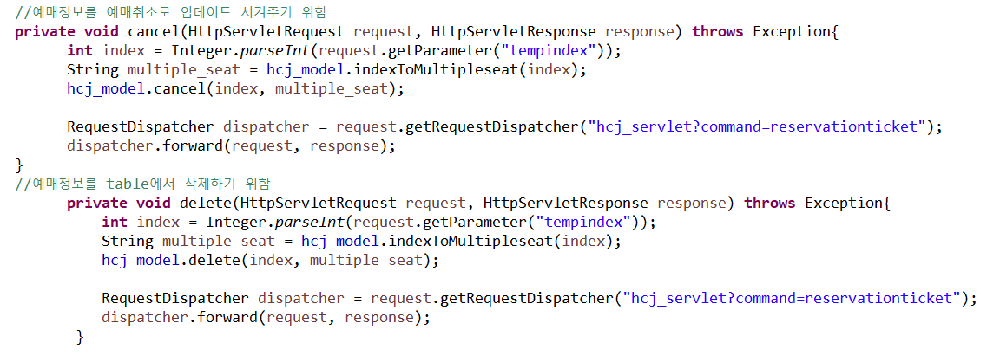 //예매정보를 예매취소로 업데이트 시켜주기 위함
private void cancel(HttpServletRequest request, HttpServletResponse response) throws Exception{
int index = Integer.parseInt(request.getParameter("tempindex"));
String multiple_seat = hcj_model.indexToMultipleseat(index);
hcj_model.cancel(index, multiple_seat);
RequestDispatcher dispatcher = request.getRequestDispatcher("hcj_servlet?command=reservationticket");
dispatcher.forward(request, response);
}
//예매정보를 table에서 삭제하기 위함
private void delete(HttpServletRequest request, HttpServletResponse response) throws Exception{
int index = Integer.parseInt(request.getParameter("tempindex"));
String multiple_seat = hcj_model.indexToMultipleseat(index);
hcj_model.delete(index, multiple_seat);
RequestDispatcher dispatcher = request.getRequestDispatcher("hcj_servlet?command=reservationticket");
dispatcher.forward(request, response);
}